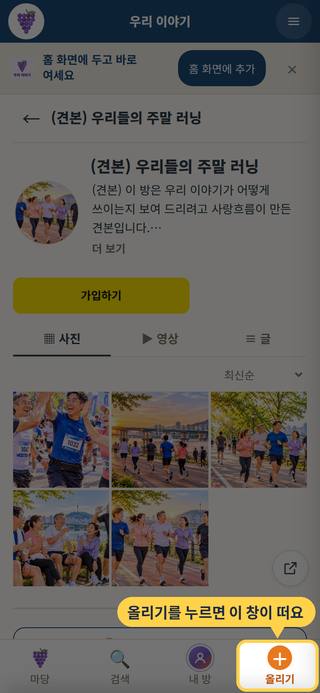 우리 이야기
홈 화면에 두고 바로
여세요
홈 화면에 추가
(견본) 우리들의 주말 러닝
(견본) 우리들의 주말 러닝
(견본) 이 방은 우리 이야기가 어떻게
쓰이는지 보여 드리려고 사랑흐름이 만든
견본입니다.…
더 보기
가입하기
사진
영상
글
최신순
올리기를 누르면 이 창이 떠요
마당
검색
내 방
올리기